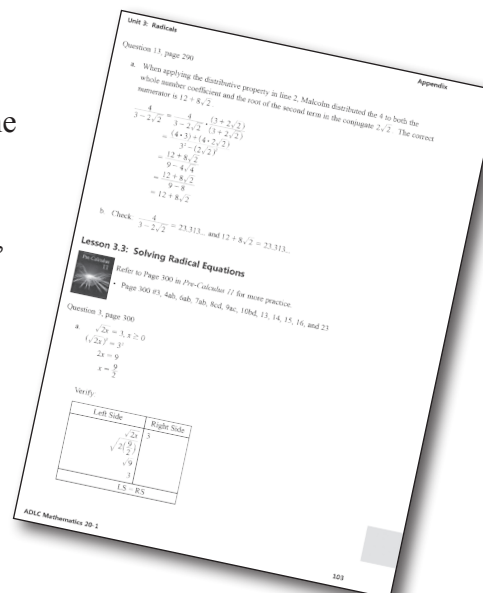 Unit 3: Radicals
Appendix
Question 13, page 290
a. When applying the distributive property in line 2, Malcolm distributed the 4 to both the
whole number coefficient and the root of the second term in the conjugate 2√2. The correct
numerator is 12 + 8√2.
4/(3 − 2√2) = 4/(3 − 2√2) · (3 + 2√2)/(3 + 2√2)
= ((4 · 3) + (4 · 2√2))/(3² − (2√2)²)
= (12 + 8√2)/(9 − 4√4)
= (12 + 8√2)/(9 − 8)
= 12 + 8√2
b. Check: 4/(3 − 2√2) = 23.313... and 12 + 8√2 = 23.313...
Lesson 3.3: Solving Radical Equations
Pre-Calculus
11
Refer to Page 300 in Pre-Calculus 11 for more practice.
• Page 300 #3, 4ab, 6ab, 7ab, 8cd, 9ac, 10bd, 13, 14, 15, 16, and 23
Question 3, page 300
a. √2x = 3, x ≥ 0
(√2x)² = 3²
2x = 9
x = 9/2
Verify
Left Side Right Side
√2x 3
√2(9/2)
√9
3
LS = RS
ADLC Mathematics 20-1
103